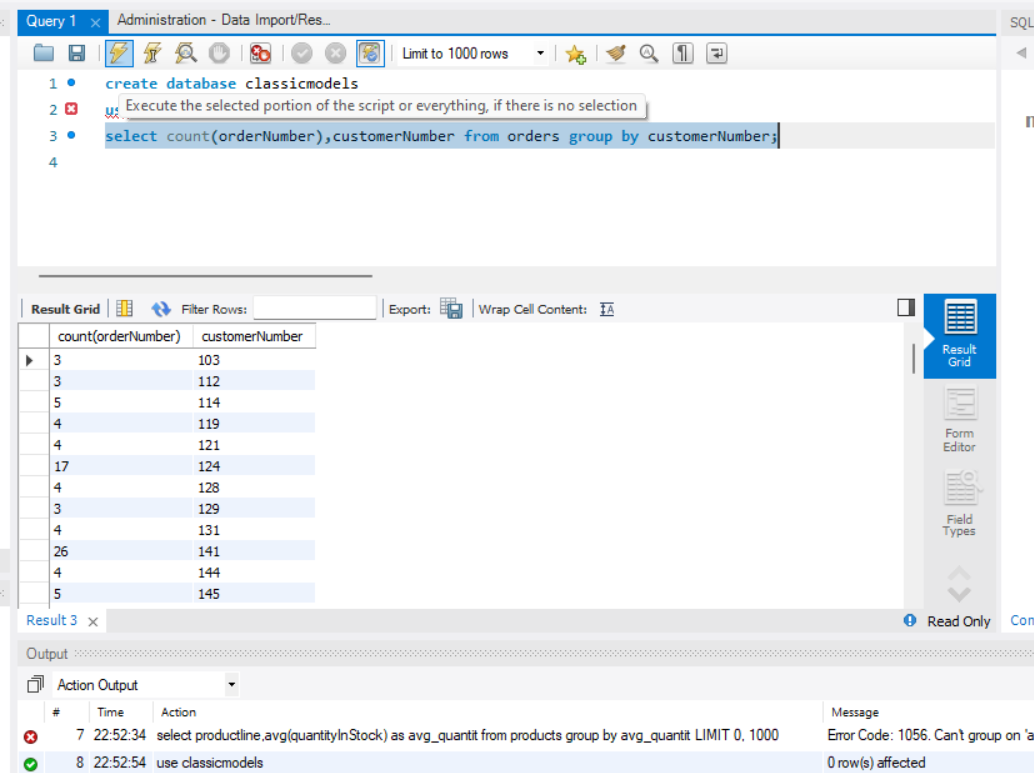 Query 1
Administration - Data Import/Res...
SQL
Limit to 1000 rows
1 create database classicmodels
2
Execute the selected portion of the script or everything, if there is no selection
3 select count(orderNumber),customerNumber from orders group by customerNumber;
4
Result Grid Filter Rows: Export: Wrap Cell Content:
count(orderNumber) customerNumber
3 103
3 112
5 114
4 119
4 121
17 124
4 128
3 129
4 131
26 141
4 144
5 145
Result
Grid
Form
Editor
Field
Types
Result 3 Read Only
Output
Action Output
# Time Action Message
7 22:52:34 select productline,avg(quantityInStock) as avg_quantit from products group by avg_quantit LIMIT 0, 1000 Error Code: 1056. Can't group on 'a
8 22:52:54 use classicmodels 0 row(s) affected